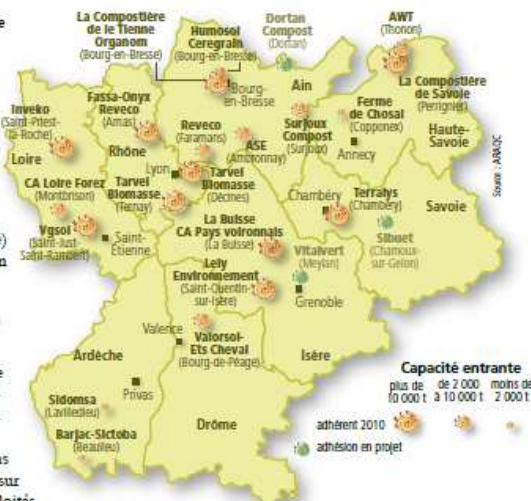 La Compostière
de le Tienne
Organom
(Bourg-en-Bresse)
Humosol
Ceregrain
(Bourg-en-Bresse)
Dortan
Compost
(Dortan)
AWT
(Thonon)
Bourg-
en-Bresse
Ain
La Compostière
de Savoie
(Perrignier)
Inveko
(Saint-Priest-
la-Roche)
Fassa-Onyx
Reveco
(Arnas)
Reveco
(Faramans)
ASE
(Ambronnay)
Surjoux
Compost
(Surjoux)
Ferme
de Chosal
(Copponex)
Annecy
Haute-
Savoie
Source : ARAQC
Loire
Rhône
Lyon
CA Loire Forez
(Montbrison)
Tarvel
Biomasse
(Ternay)
Tarvel
Biomasse
(Décines)
Chambéry
Terralys
(Chambéry)
Savoie
Vgsol
(Saint-Just-
Saint-Rambert)
Saint-
Étienne
La Buisse
CA Pays voironnais
(La Buisse)
Vitalvert
(Meylan)
Sibuet
(Chamoux-
sur-Gelon)
Lely
Environnement
(Saint-Quentin-
sur-Isère)
Grenoble
Valence
Valorsol-
Ets Cheval
(Bourg-de-Péage)
Isère
Ardèche
Privas
Sidomsa
(Lavilledieu)
Drôme
Barjac-Sictoba
(Beaulieu)
Capacité entrante
plus de
10 000 t
de 2 000
à 10 000 t
moins de
2 000 t
adhérent 2010
adhésion en projet
sur